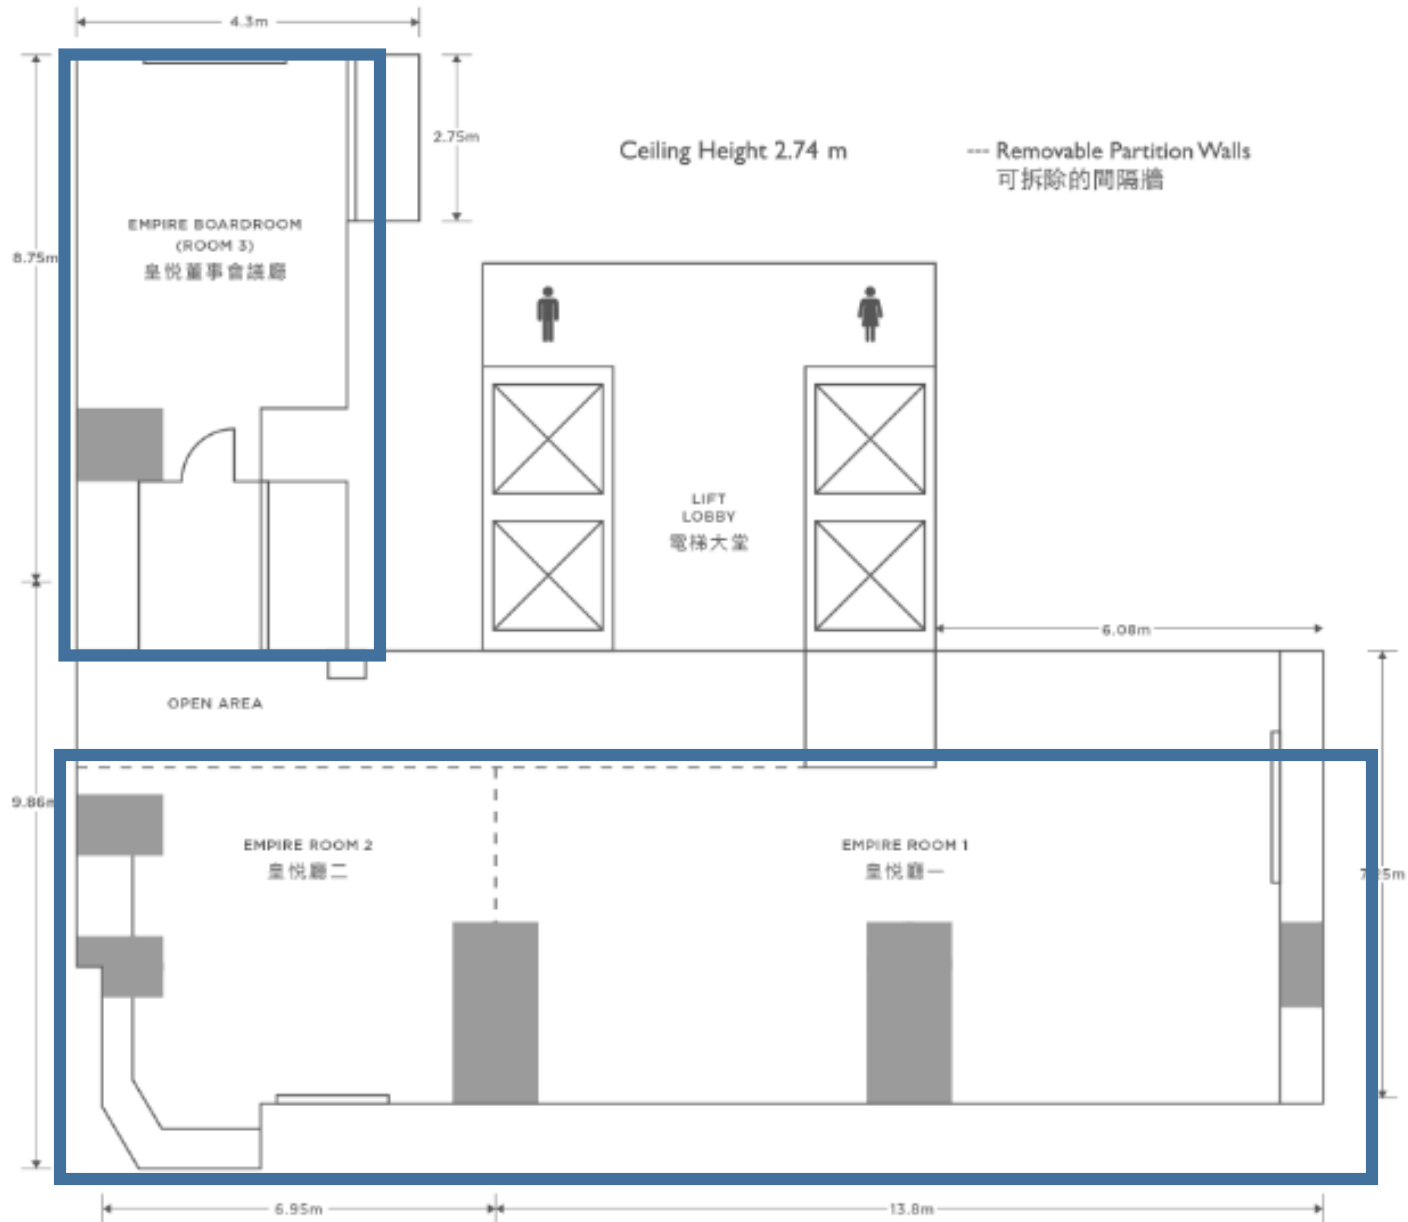 4.3m
2.75m
Ceiling Height 2.74 m
--- Removable Partition Walls
可拆除的間隔牆
EMPIRE BOARDROOM
(ROOM 3)
皇悅董事會議廳
8.75m
LIFT
LOBBY
電梯大堂
6.08m
OPEN AREA
9.86m
EMPIRE ROOM 2
皇悅廳二
EMPIRE ROOM 1
皇悅廳一
6.95m
13.8m